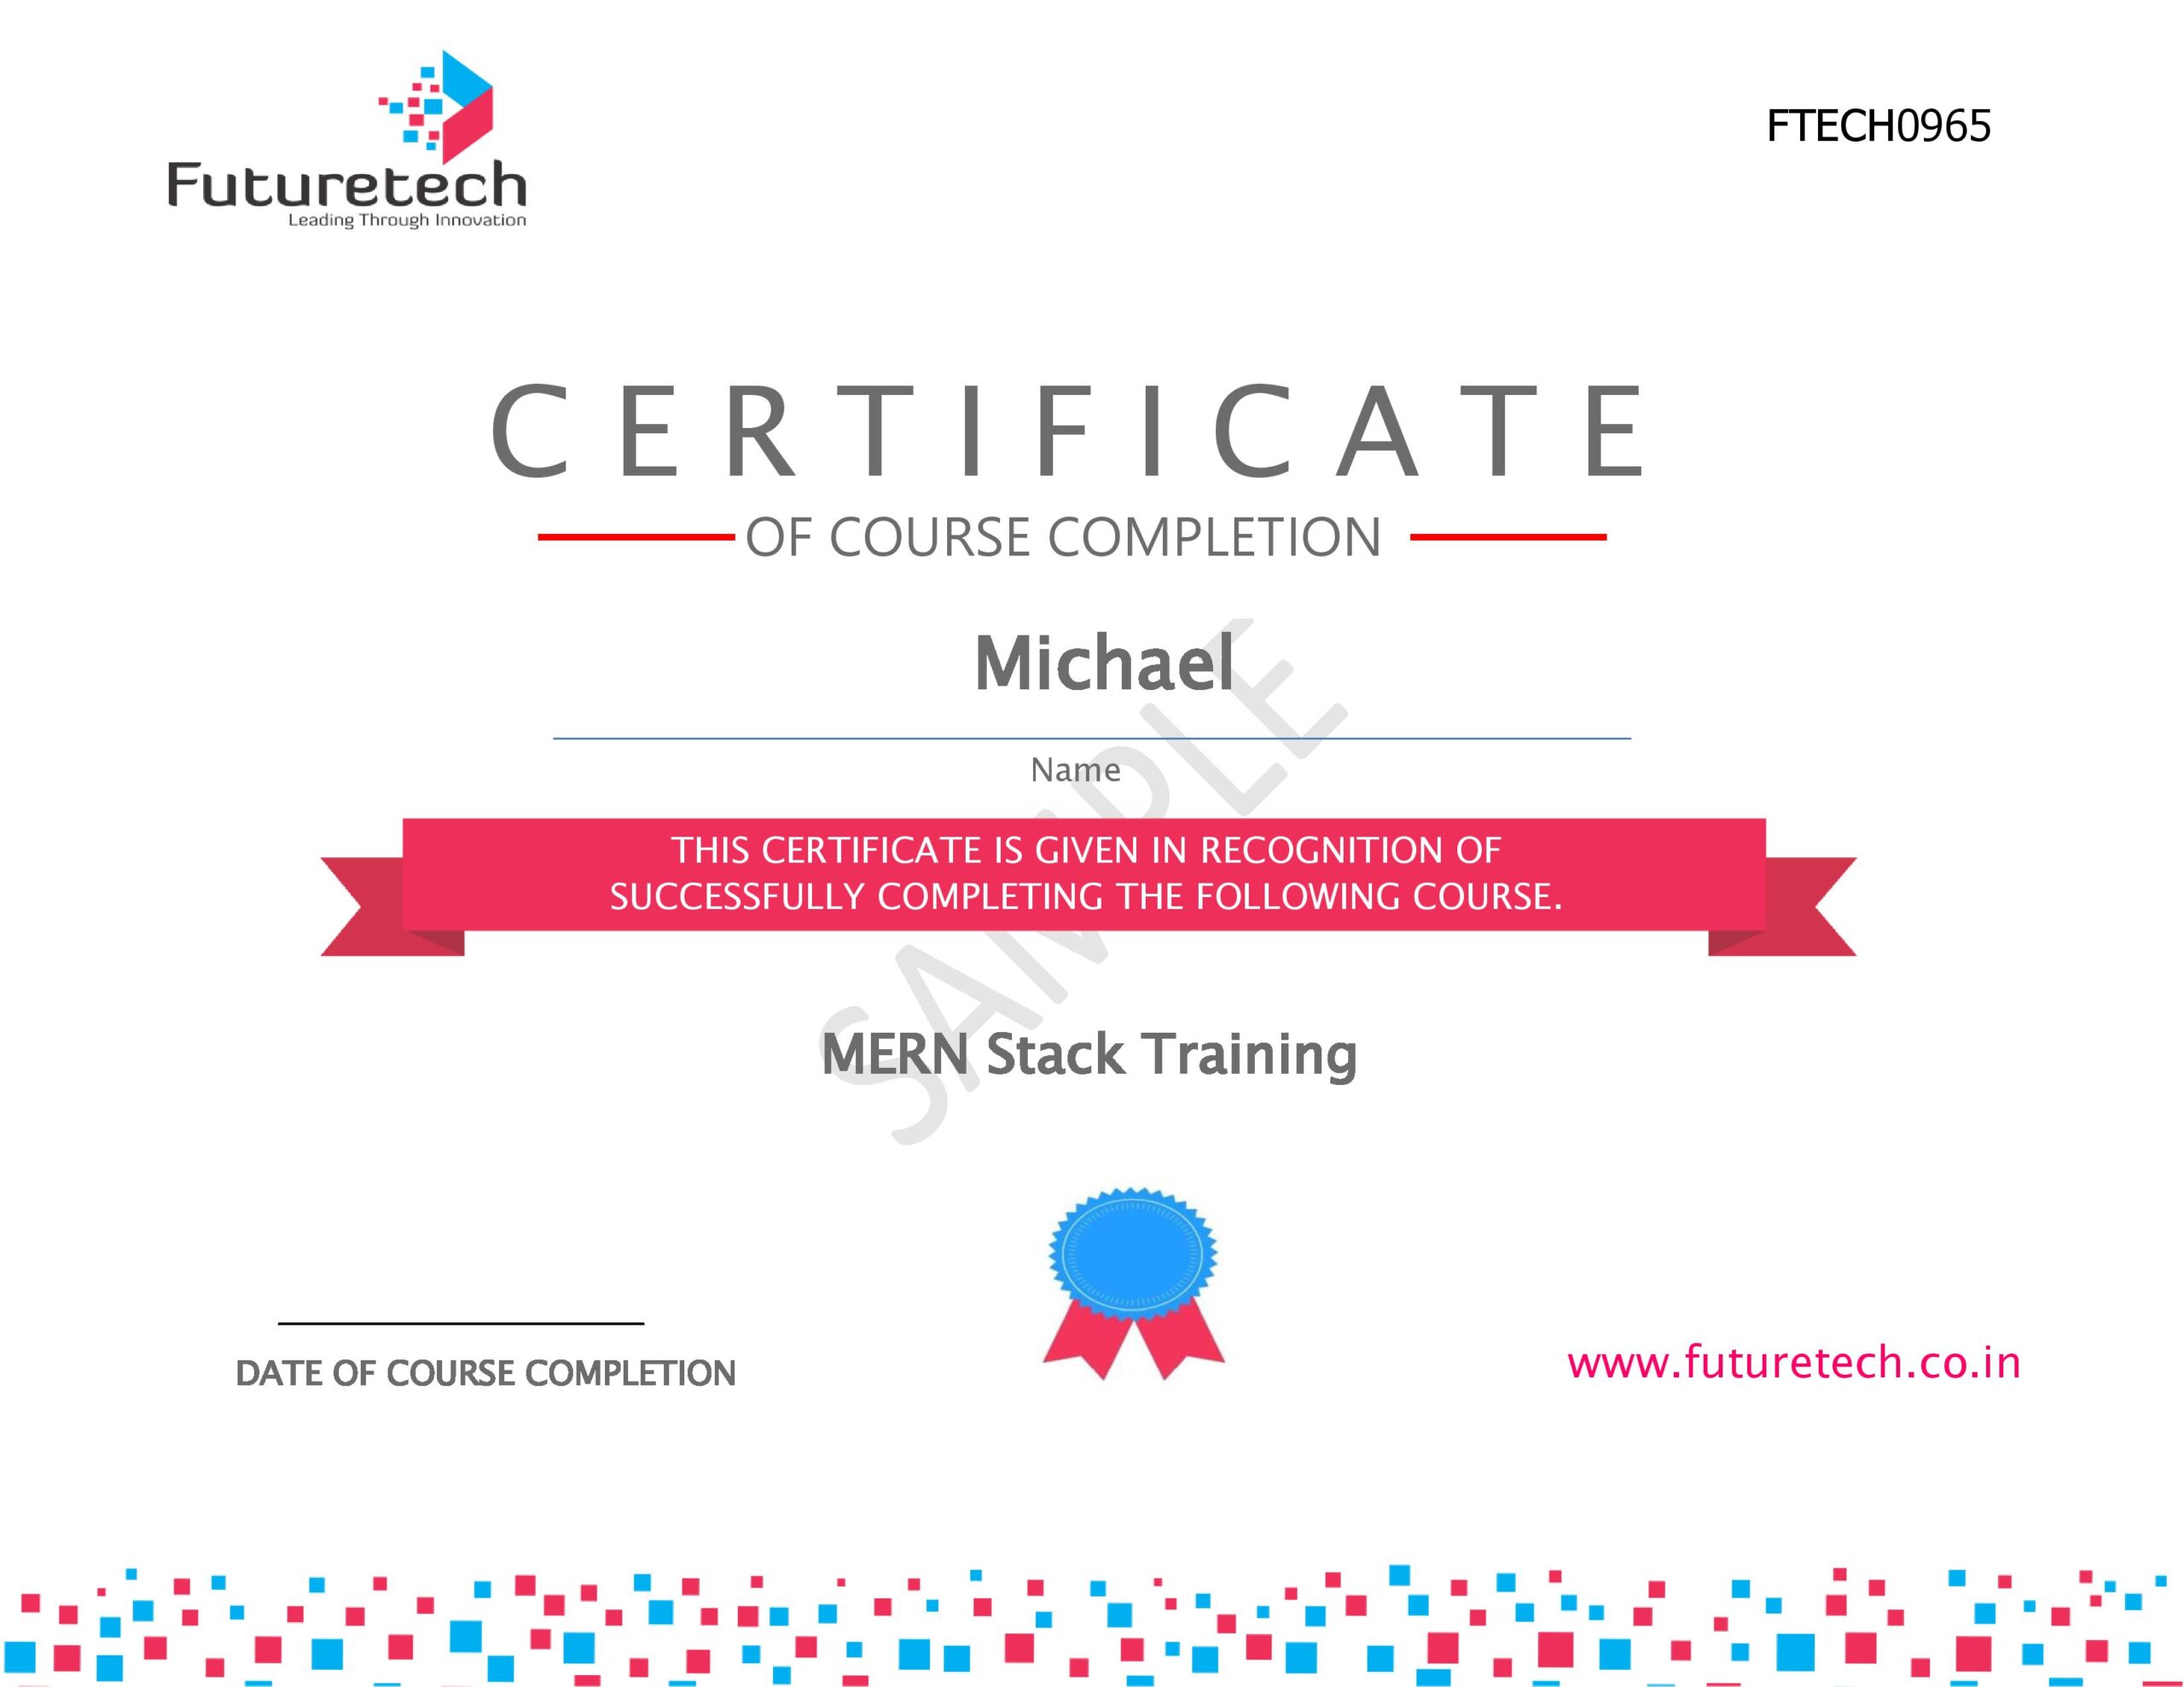 Futuretech
Leading Through Innovation
FTECH0965
CERTIFICATE
OF COURSE COMPLETION
Michael
Name
THIS CERTIFICATE IS GIVEN IN RECOGNITION OF
SUCCESSFULLY COMPLETING THE FOLLOWING COURSE.
SAMPLE
MERN Stack Training
DATE OF COURSE COMPLETION
www.futuretech.co.in